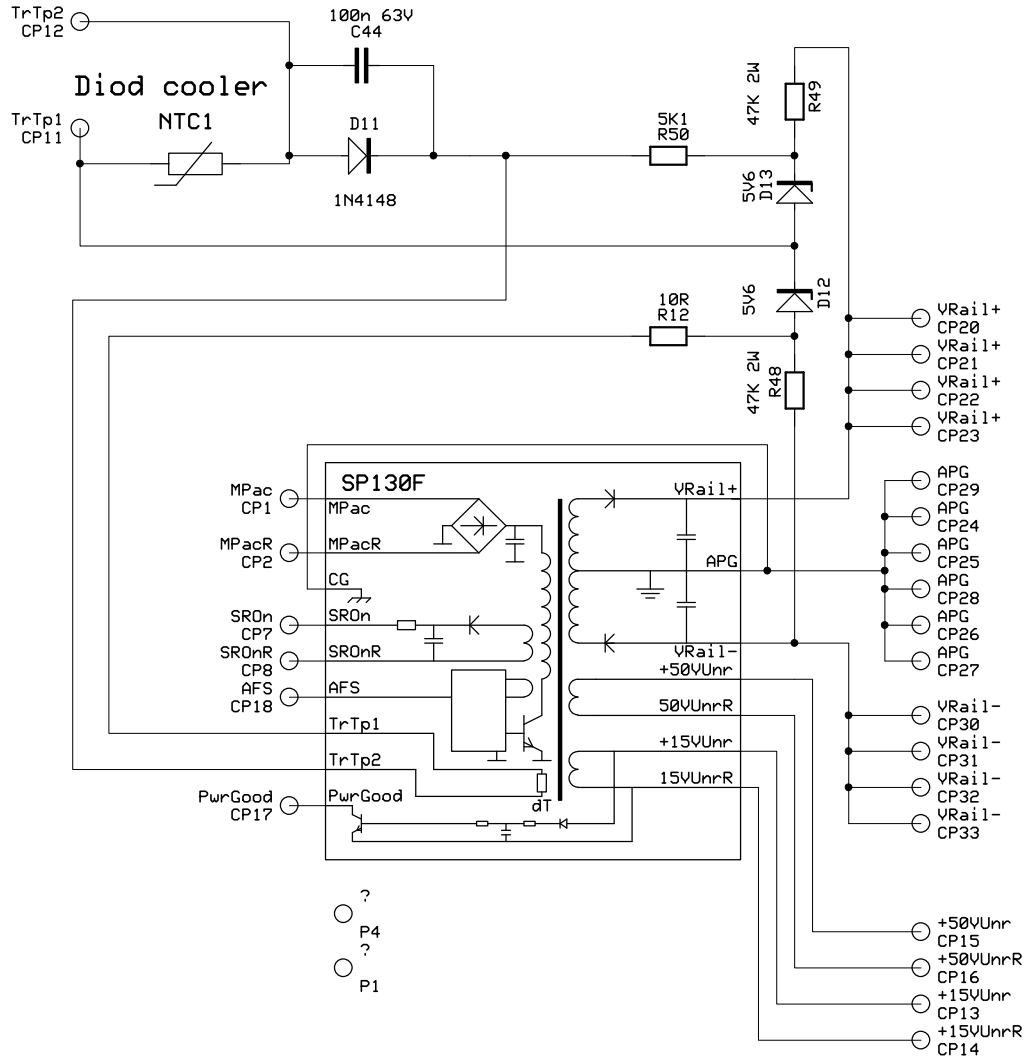 TrTp2
CP12
100n 63V
C44
Diod cooler
TrTp1
CP11
NTC1
D11
1N4148
5K1
R50
47K 2W
R49
5V6
D13
5V6
D12
10R
R12
47K 2W
R48
VRail+
CP20
VRail+
CP21
VRail+
CP22
VRail+
CP23
SP130F
MPac
CP1
MPac
VRail+
APG
CP29
APG
CP24
MPacR
CP2
MPacR
APG
APG
CP25
CG
APG
CP28
SROn
CP7
SROn
APG
CP26
SROnR
CP8
SROnR
VRail-
APG
CP27
+50VUnr
AFS
CP18
AFS
50VUnrR
VRail-
CP30
TrTp1
+15VUnr
VRail-
CP31
TrTp2
15VUnrR
VRail-
CP32
PwrGood
CP17
PwrGood
dT
VRail-
CP33
?
P4
?
P1
+50VUnr
CP15
+50VUnrR
CP16
+15VUnr
CP13
+15VUnrR
CP14